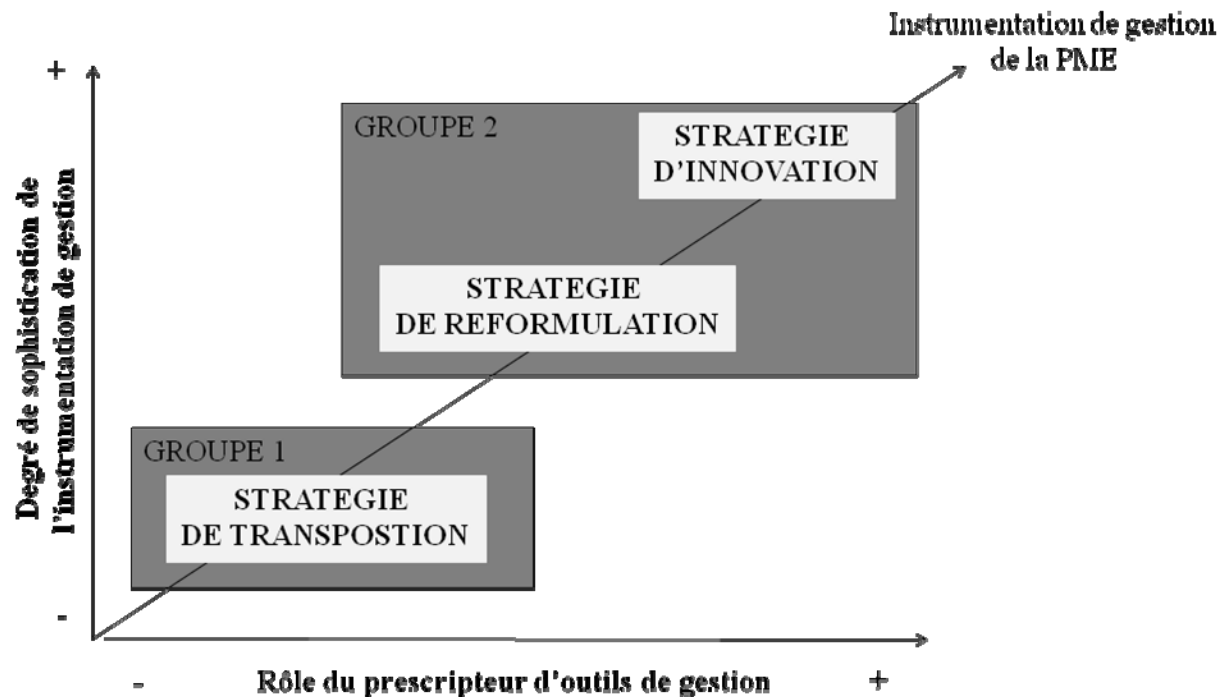 Instrumentation de gestion
de la PME
+
GROUPE 2
STRATEGIE
D'INNOVATION
Degré de sophistication de
l'instrumentation de gestion
STRATEGIE
DE REFORMULATION
GROUPE 1
STRATEGIE
DE TRANSPOSTION
-
- Rôle du prescripteur d'outils de gestion +